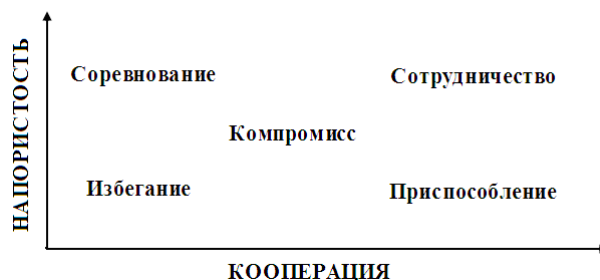 НАПОРИСТОСТЬ
Соревнование
Сотрудничество
Компромисс
Избегание
Приспособление
КООПЕРАЦИЯ